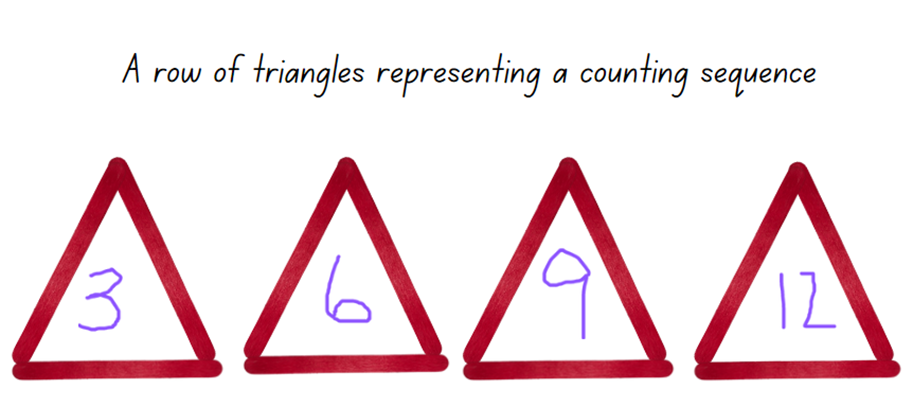 A row of triangles representing a counting sequence
3 6 9 12